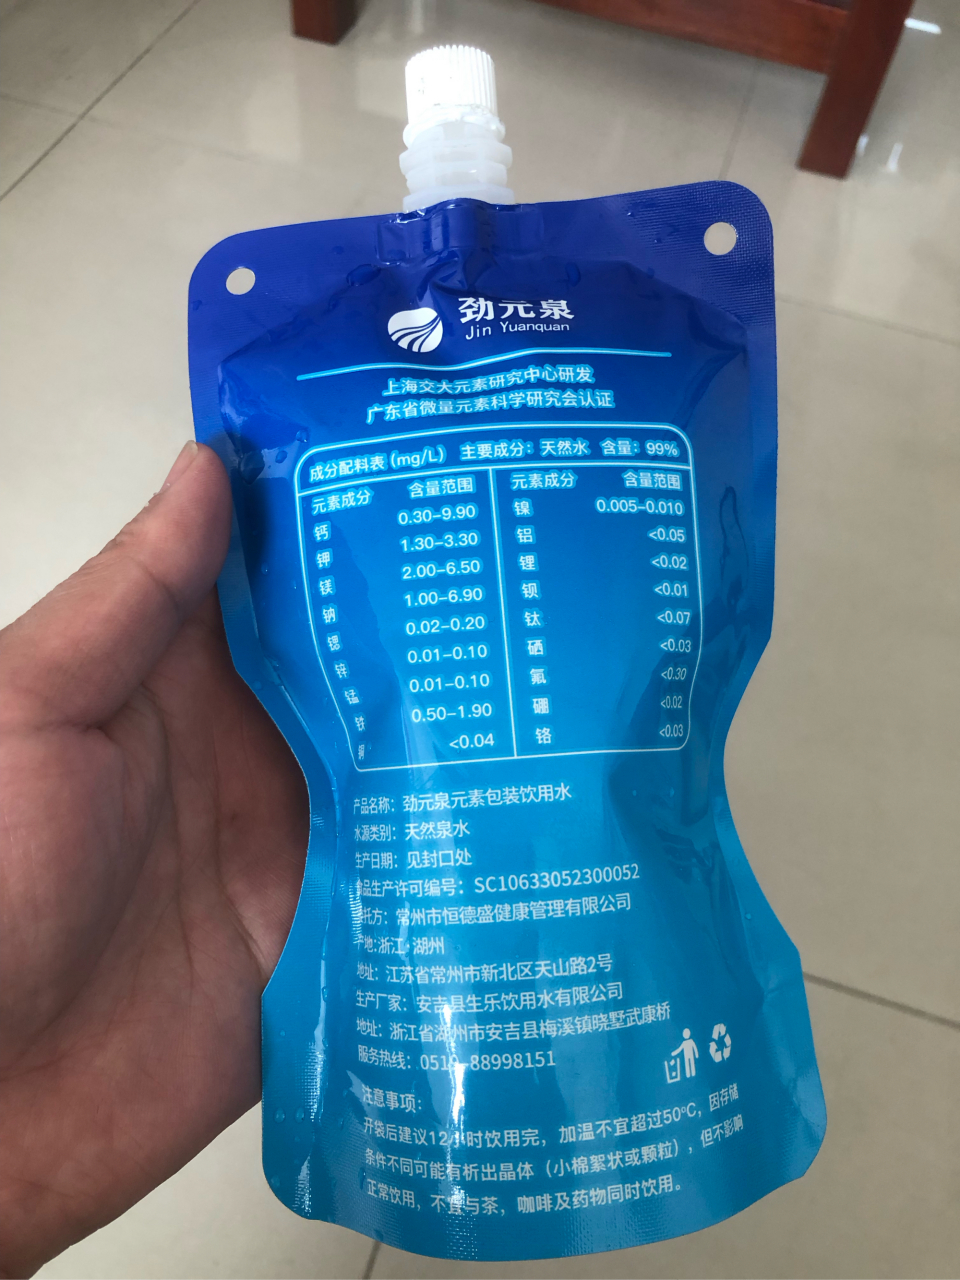 劲元泉
Jin Yuanquan
上海交大元素研究中心研发
广东省微量元素科学研究会认证
成分配料表 (mg/L) 主要成分：天然水 含量：99%
元素成分 含量范围 元素成分 含量范围
钙 0.30-9.90 镍 0.005-0.010
钾 1.30-3.30 铝 <0.05
镁 2.00-6.50 锂 <0.02
钠 1.00-6.90 钡 <0.01
锶 0.02-0.20 钛 <0.07
锌 0.01-0.10 硒 <0.03
锰 0.01-0.10 氟 <0.30
铁 0.50-1.90 硼 <0.02
<0.04 铬 <0.03
产品名称：劲元泉元素包装饮用水
水源类别：天然泉水
生产日期：见封口处
食品生产许可编号：SC10633052300052
委托方：常州市恒德盛健康管理有限公司
产地:浙江·湖州
地址：江苏省常州市新北区天山路2号
生产厂家：安吉县生乐饮用水有限公司
地址：浙江省湖州市安吉县梅溪镇晓墅武康桥
服务热线：0519-88998151
注意事项：
开袋后建议12小时饮用完，加温不宜超过50℃，因存储
条件不同可能有析出晶体（小棉絮状或颗粒），但不影响
正常饮用，不宜与茶，咖啡及药物同时饮用。